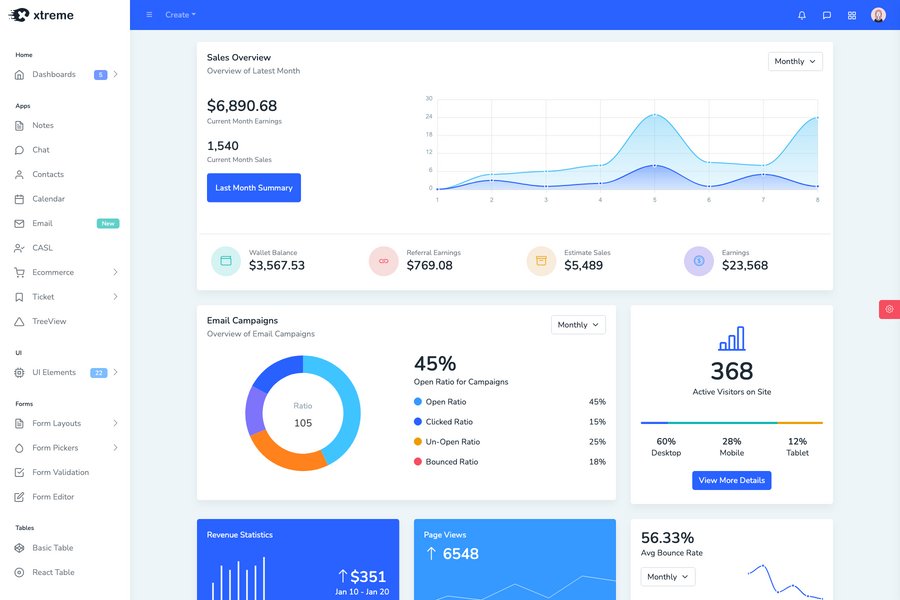 xtreme
Create
Home
Dashboards 5
Apps
Notes
Chat
Contacts
Calendar
Email New
CASL
Ecommerce
Ticket
TreeView
UI
UI Elements 22
Forms
Form Layouts
Form Pickers
Form Validation
Form Editor
Tables
Basic Table
React Table
Sales Overview
Overview of Latest Month
Monthly
$6,890.68
Current Month Earnings
1,540
Current Month Sales
Last Month Summary
30
24
18
12
6
0
1 2 3 4 5 6 7 8
Wallet Balance
$3,567.53
Referral Earnings
$769.08
Estimate Sales
$5,489
Earnings
$23,568
Email Campaigns
Overview of Email Campaigns
Monthly
Ratio
105
45%
Open Ratio for Campaigns
Open Ratio 45%
Clicked Ratio 15%
Un-Open Ratio 25%
Bounced Ratio 18%
368
Active Visitors on Site
60% 28% 12%
Desktop Mobile Tablet
View More Details
Revenue Statistics
$351
Jan 10 - Jan 20
Page Views
6548
56.33%
Avg Bounce Rate
Monthly